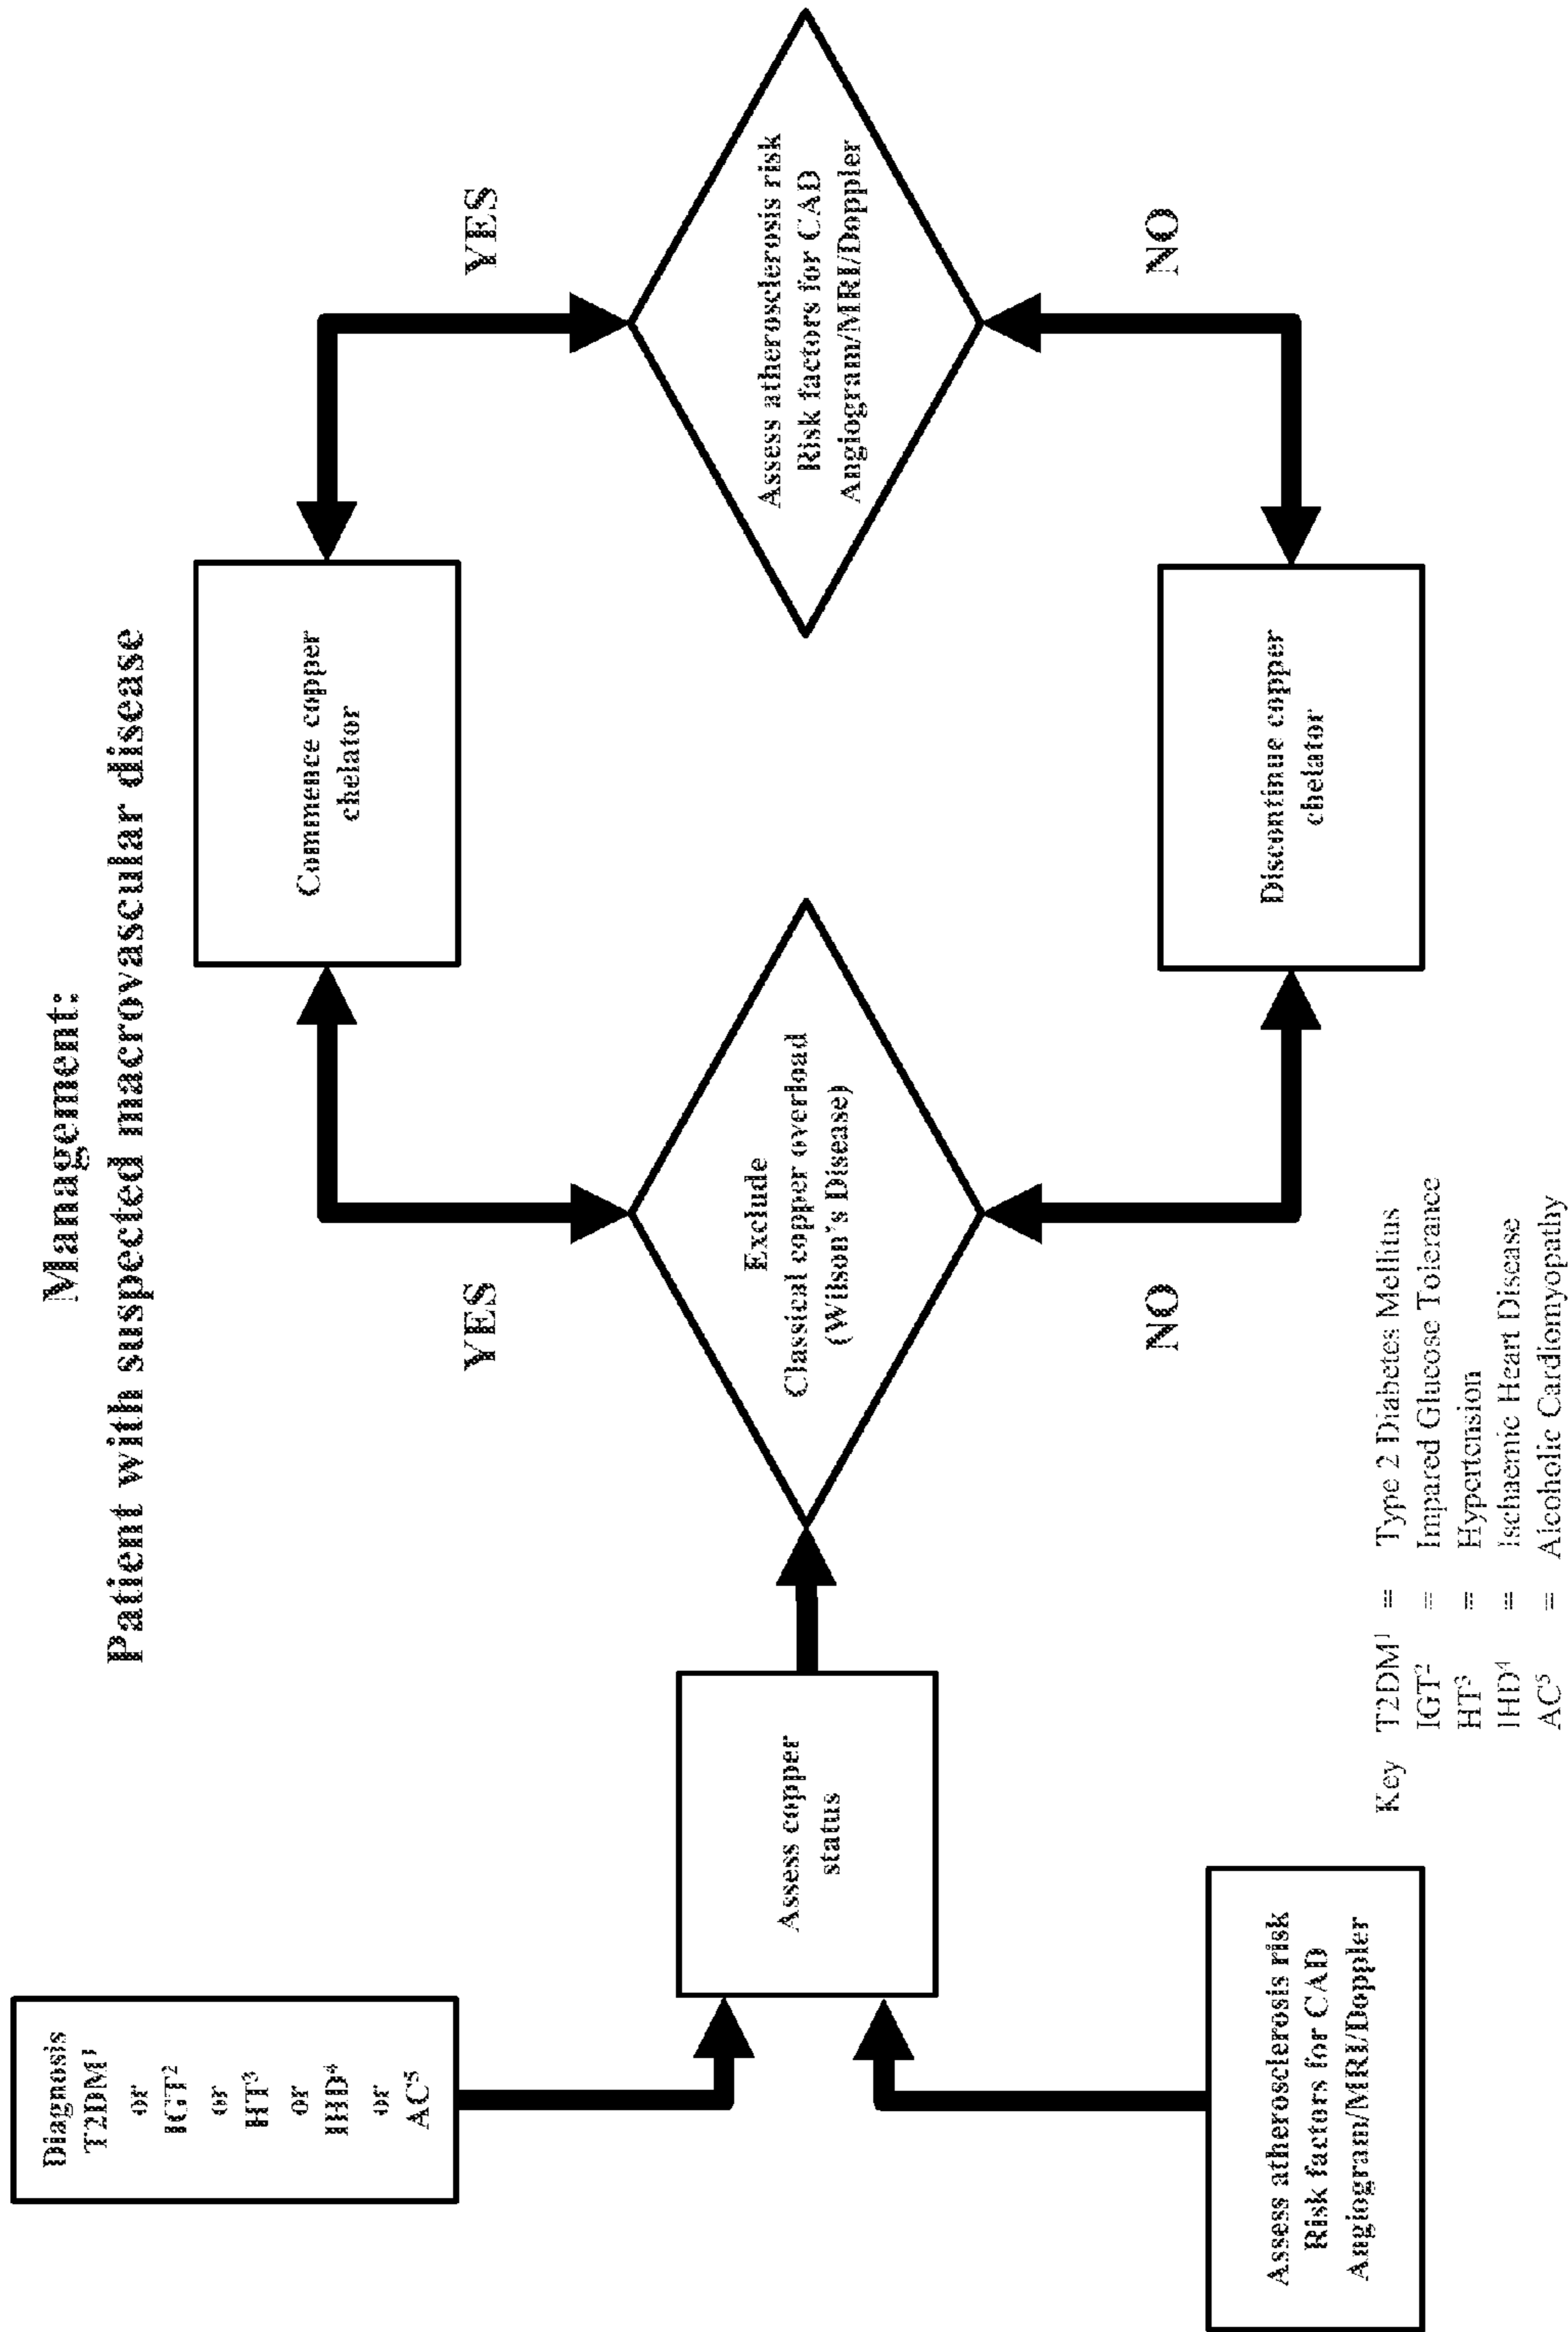 Management:
Patient with suspected macrovascular disease
Diagnosis
T2DM¹
or
IGT²
or
HT³
or
IHD⁴
or
AC⁵
Assess atherosclerosis risk
Risk factors for CAD
Angiogram/MRI/Doppler
Assess copper
status
Exclude
Classical copper overload
(Wilson's Disease)
YES
NO
Commence copper
chelator
Discontinue copper
chelator
YES
NO
Assess atherosclerosis risk
Risk factors for CAD
Angiogram/MRI/Doppler
Key T2DM¹ = Type 2 Diabetes Mellitus
IGT² = Impared Glucose Tolerance
HT³ = Hypertension
IHD⁴ = Ischaemic Heart Disease
AC⁵ = Alcoholic Cardiomyopathy